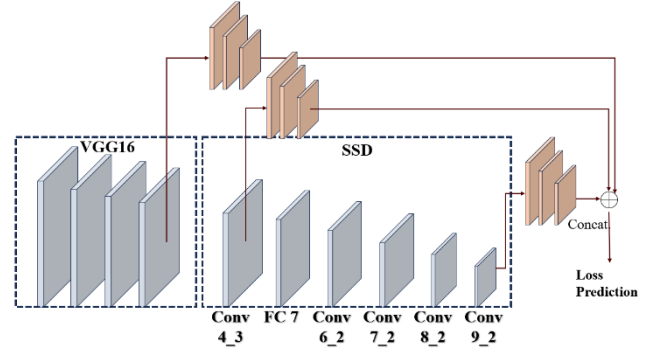 VGG16
SSD
Concat.
Loss
Prediction
Conv FC 7 Conv Conv Conv Conv
4_3 6_2 7_2 8_2 9_2